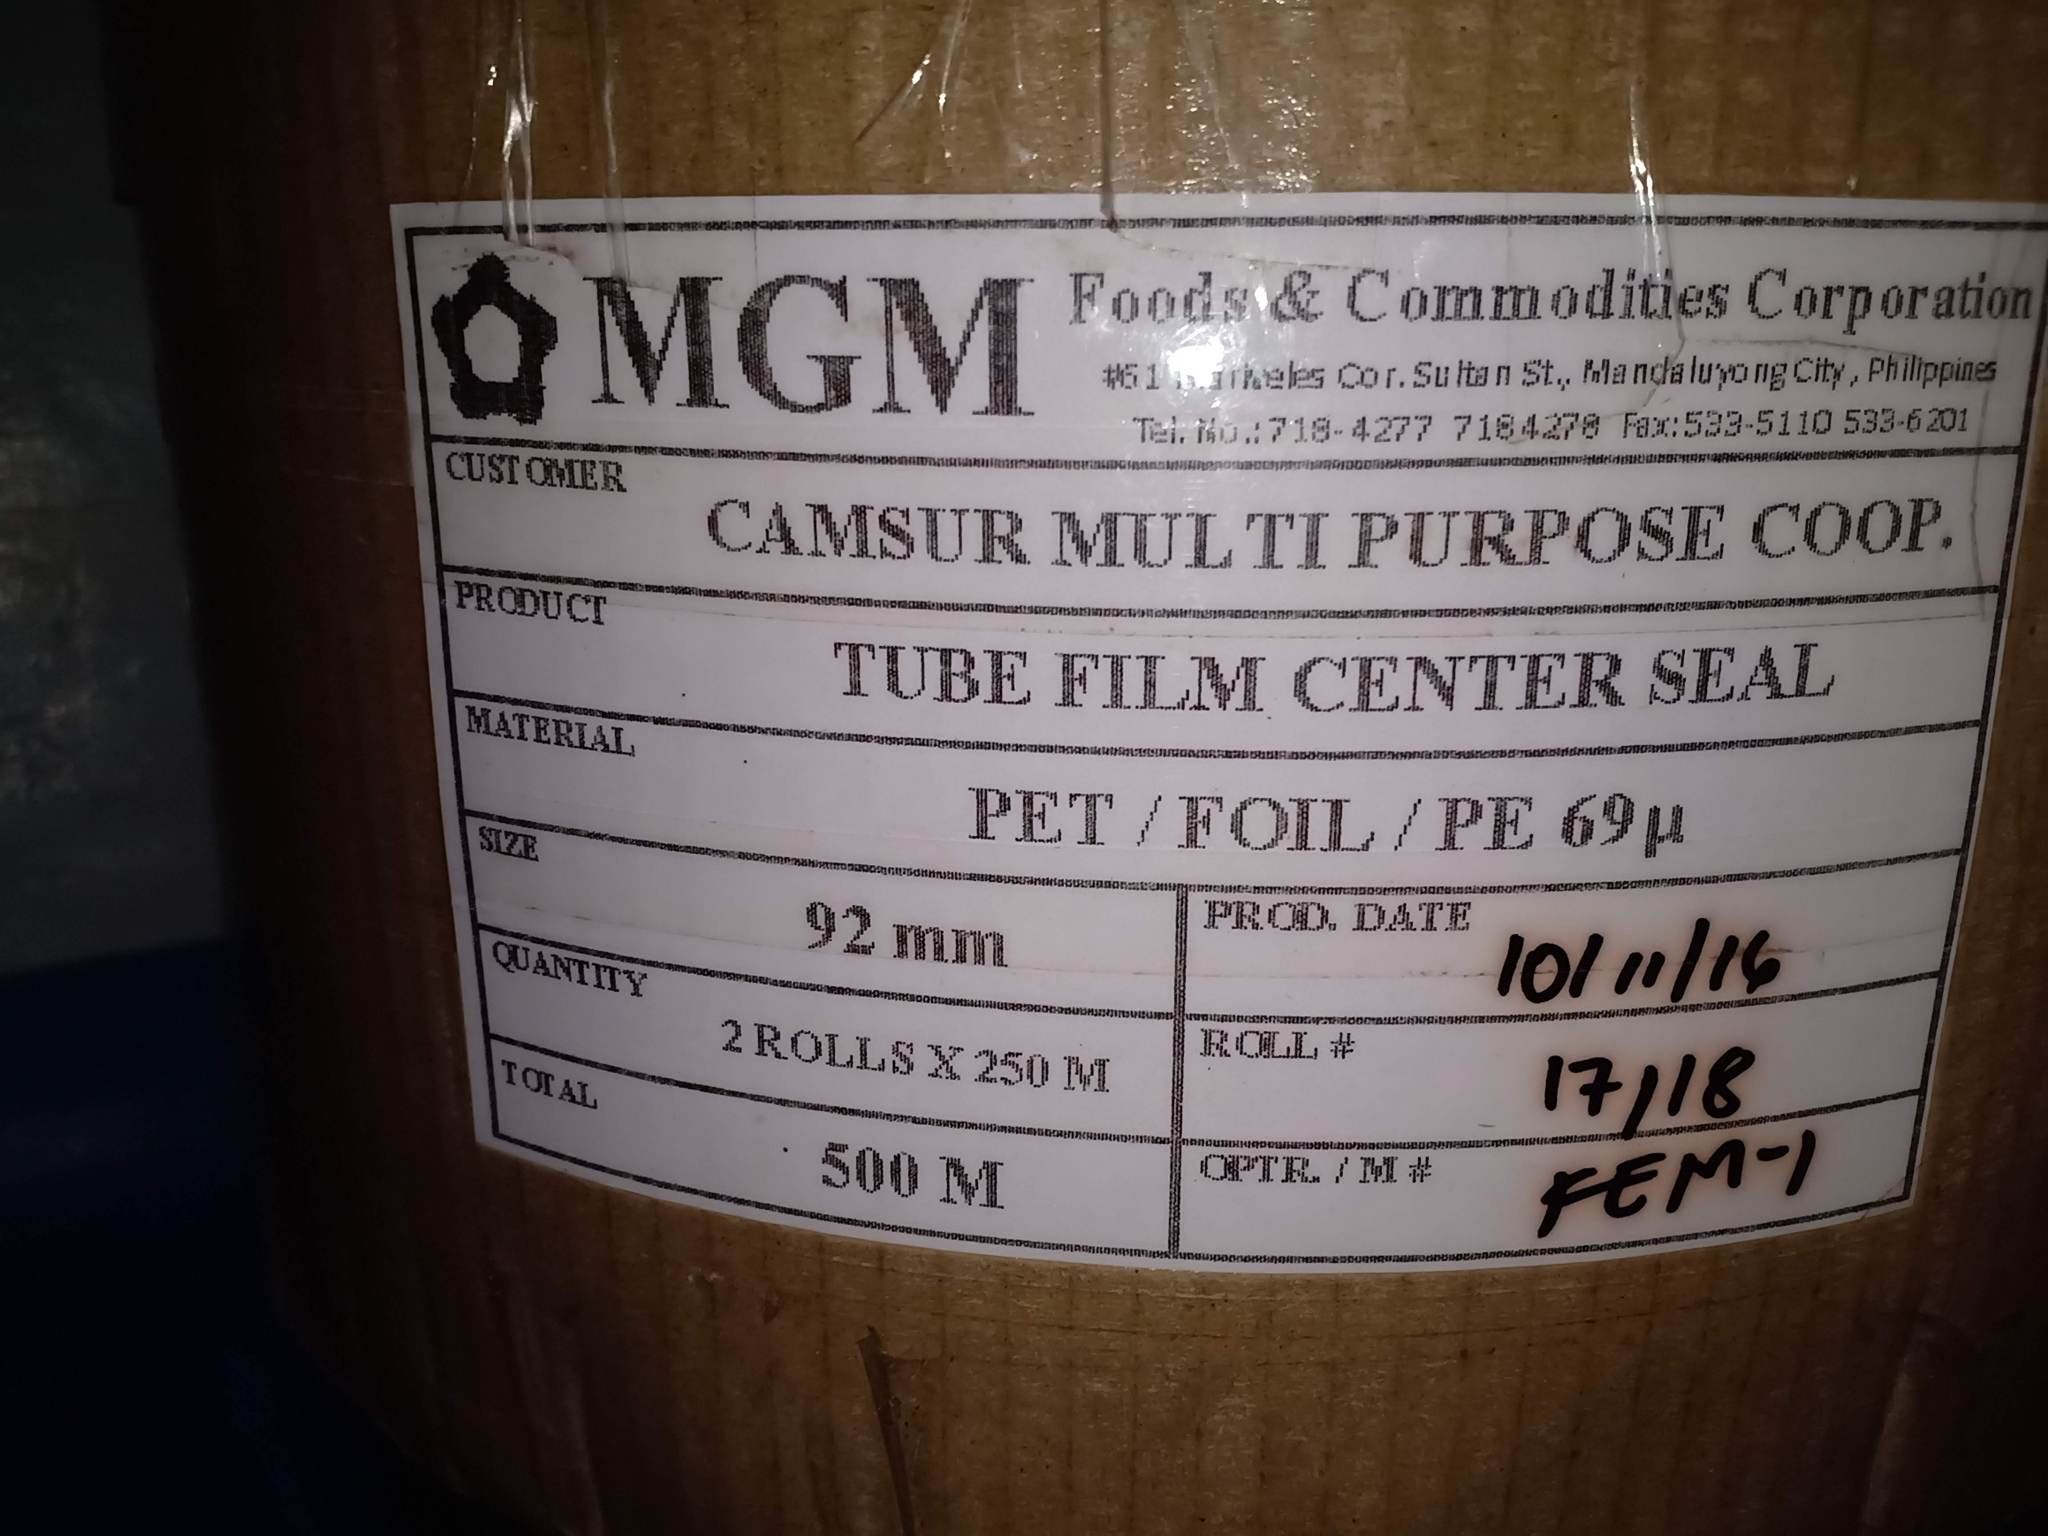 MGM Foods & Commodities Corporation
#61 Cor. Sultan St., Mandaluyong City, Philippines
Tel. No.: 718-4277 7184278 Fax: 533-5110 533-6201
CUSTOMER
CAMSUR MULTI PURPOSE COOP.
PRODUCT
TUBE FILM CENTER SEAL
MATERIAL
PET / FOIL / PE 69µ
SIZE
92 mm
PROD. DATE
10/11/16
QUANTITY
2 ROLLS X 250 M
ROLL #
17,18
TOTAL
500 M
OPTR. / M #
FEM-1